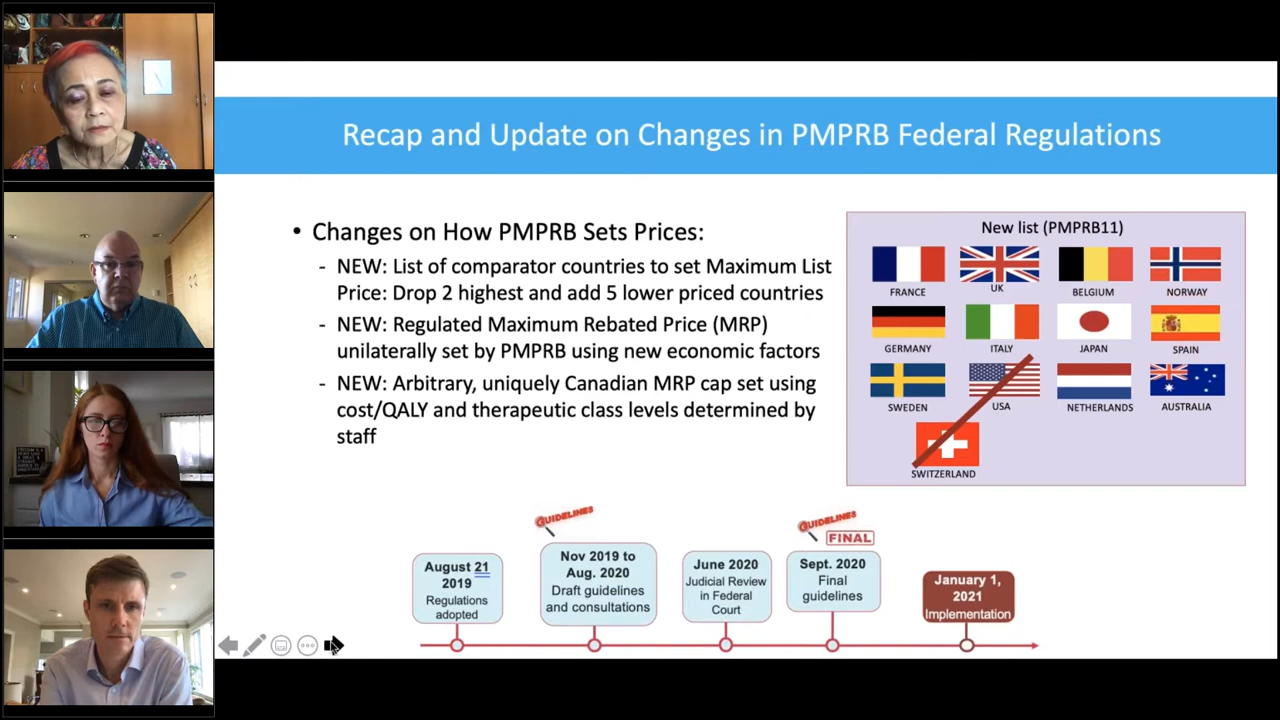 Recap and Update on Changes in PMPRB Federal Regulations
• Changes on How PMPRB Sets Prices:
- NEW: List of comparator countries to set Maximum List
Price: Drop 2 highest and add 5 lower priced countries
- NEW: Regulated Maximum Rebated Price (MRP)
unilaterally set by PMPRB using new economic factors
- NEW: Arbitrary, uniquely Canadian MRP cap set using
cost/QALY and therapeutic class levels determined by
staff
New list (PMPRB11)
FRANCE
UK
BELGIUM
NORWAY
GERMANY
ITALY
JAPAN
SPAIN
SWEDEN
USA
NETHERLANDS
AUSTRALIA
SWITZERLAND
GUIDELINES
GUIDELINES
FINAL
August 21
2019
Regulations
adopted
Nov 2019 to
Aug. 2020
Draft guidelines
and consultations
June 2020
Judicial Review
in Federal
Court
Sept. 2020
Final
guidelines
January 1,
2021
Implementation